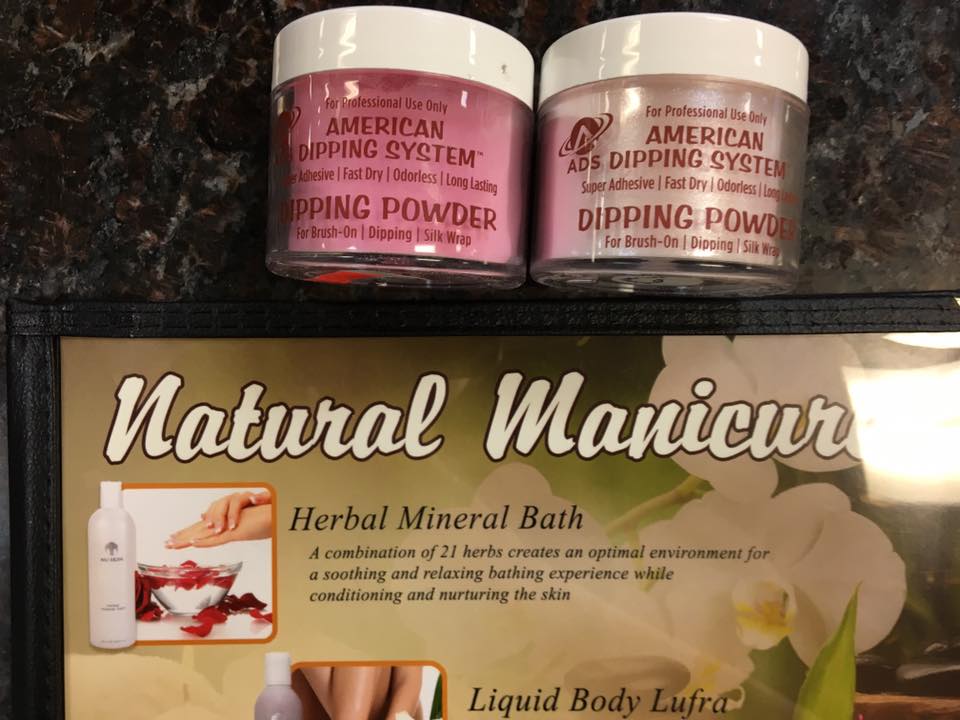 For Professional Use Only
AMERICAN
DIPPING SYSTEM™
Adhesive | Fast Dry | Odorless | Long Lasting
DIPPING POWDER
For Brush-On | Dipping | Silk Wrap
For Professional Use Only
AMERICAN
ADS DIPPING SYSTEM
Super Adhesive | Fast Dry | Odorless | Long
DIPPING POWDER
For Brush-On | Dipping | Silk Wrap
Natural Manicure
Herbal Mineral Bath
A combination of 21 herbs creates an optimal environment for
a soothing and relaxing bathing experience while
conditioning and nurturing the skin
NU SKIN
Liquid Body Lufra